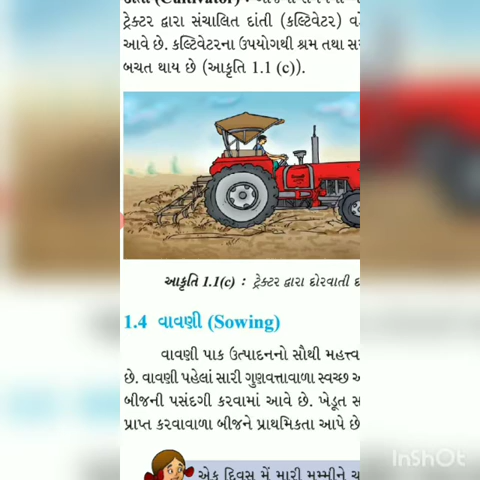 ટ્રેક્ટર દ્વારા સંચાલિત દાંતી (કલ્ટિવેટર)
આવે છે. કલ્ટિવેટરના ઉપયોગથી શ્રમ તથા
બચત થાય છે (આકૃતિ 1.1 (c)).
આકૃતિ 1.1(c) : ટ્રેક્ટર દ્વારા દોરવાતી
1.4 વાવણી (Sowing)
વાવણી પાક ઉત્પાદનનો સૌથી
છે. વાવણી પહેલાં સારી ગુણવત્તાવાળા સ્વચ્છ
બીજની પસંદગી કરવામાં આવે છે. ખેડૂત
પ્રાપ્ત કરવાવાળા બીજને પ્રાથમિકતા આપે છે
એક દિવસ મેં મારી મમ્મીને
InShOt